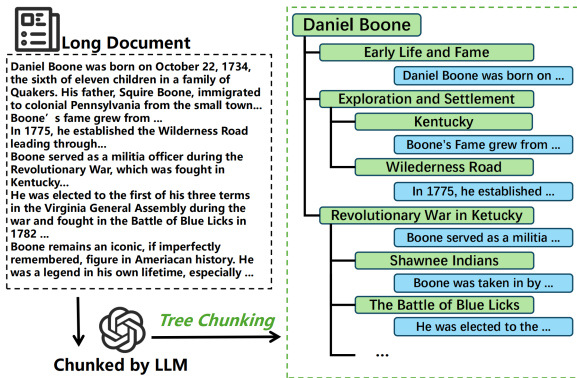 Long Document
Daniel Boone was born on October 22, 1734,
the sixth of eleven children in a family of
Quakers. His father, Squire Boone, immigrated
to colonial Pennsylvania from the small town...
Boone's fame grew from ...
In 1775, he established the Wilderness Road
leading through...
Boone served as a militia officer during the
Revolutionary War, which was fought in
Kentucky...
He was elected to the first of his three terms
in the Virginia General Assembly during the
war and fought in the Battle of Blue Licks in
1782 ...
Boone remains an iconic, if imperfectly
remembered, figure in Ameriacan history. He
was a legend in his own lifetime, especially ...
Tree Chunking
Chunked by LLM
Daniel Boone
Early Life and Fame
Daniel Boone was born on ...
Exploration and Settlement
Kentucky
Boone's Fame grew from ...
Wilederness Road
In 1775, he established ...
Revolutionary War in Ketucky
Boone served as a militia ...
Shawnee Indians
Boone was taken in by ...
The Battle of Blue Licks
He was elected to the ...
...